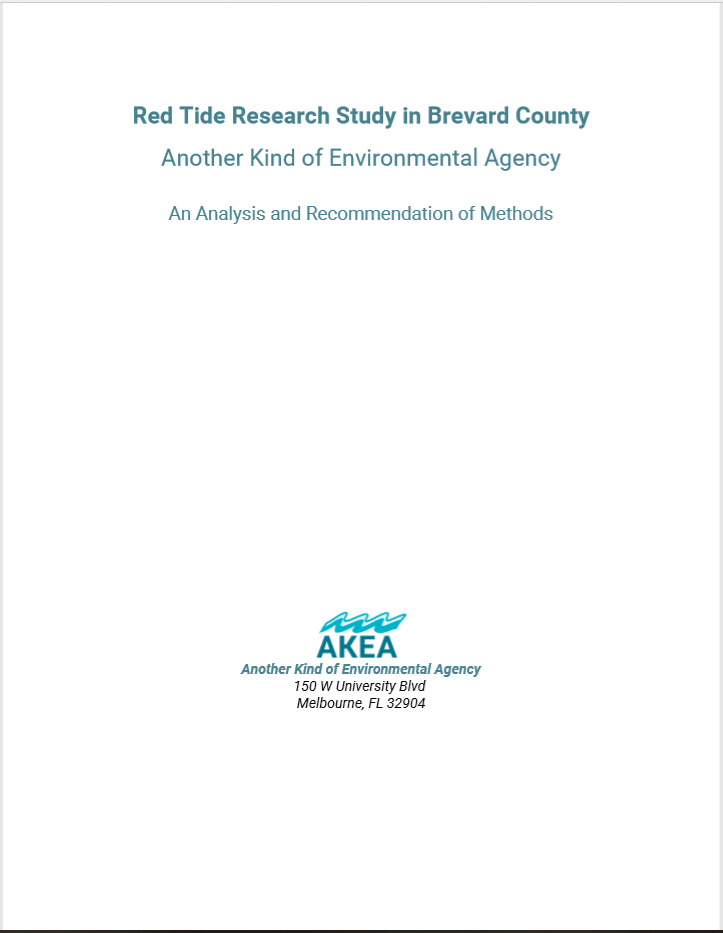 Red Tide Research Study in Brevard County
Another Kind of Environmental Agency
An Analysis and Recommendation of Methods
AKEA
Another Kind of Environmental Agency
150 W University Blvd
Melbourne, FL 32904